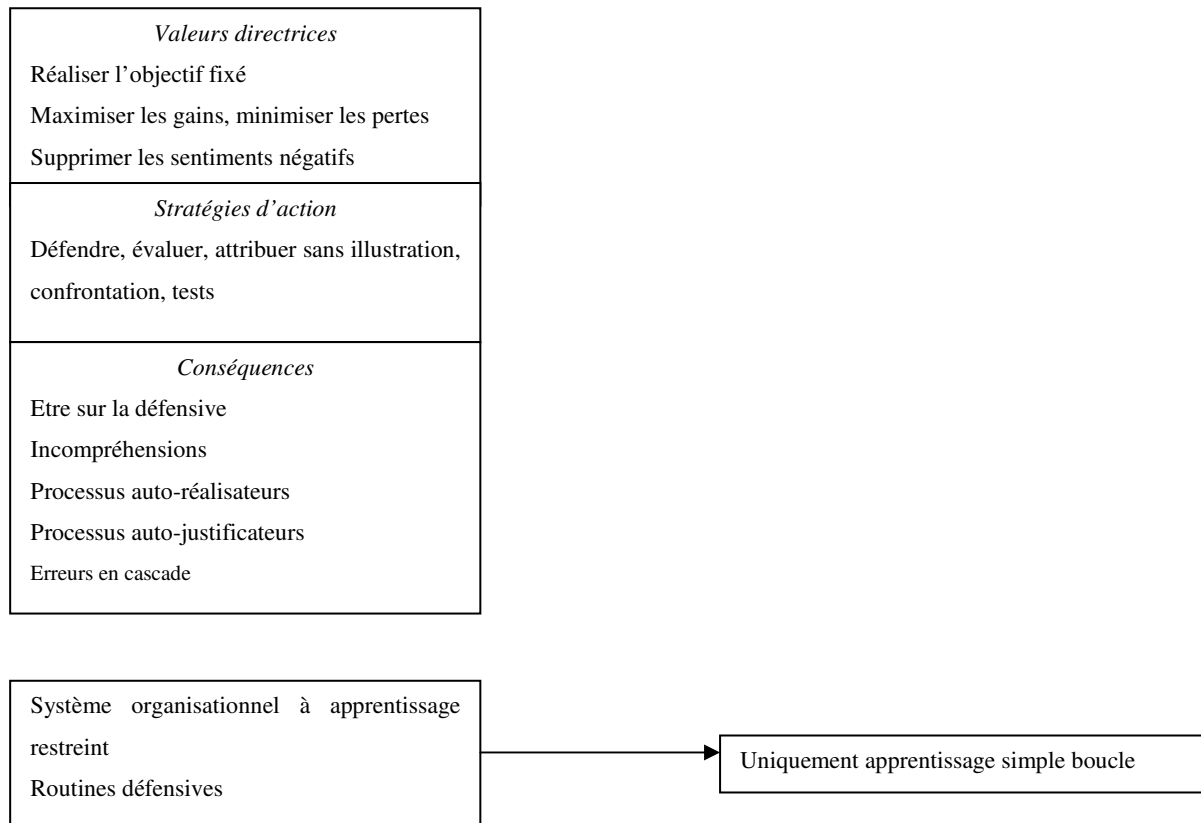 Valeurs directrices
Réaliser l’objectif fixé
Maximiser les gains, minimiser les pertes
Supprimer les sentiments négatifs
Stratégies d’action
Défendre, évaluer, attribuer sans illustration,
confrontation, tests
Conséquences
Etre sur la défensive
Incompréhensions
Processus auto-réalisateurs
Processus auto-justificateurs
Erreurs en cascade
Système organisationnel à apprentissage
restreint
Routines défensives
Uniquement apprentissage simple boucle